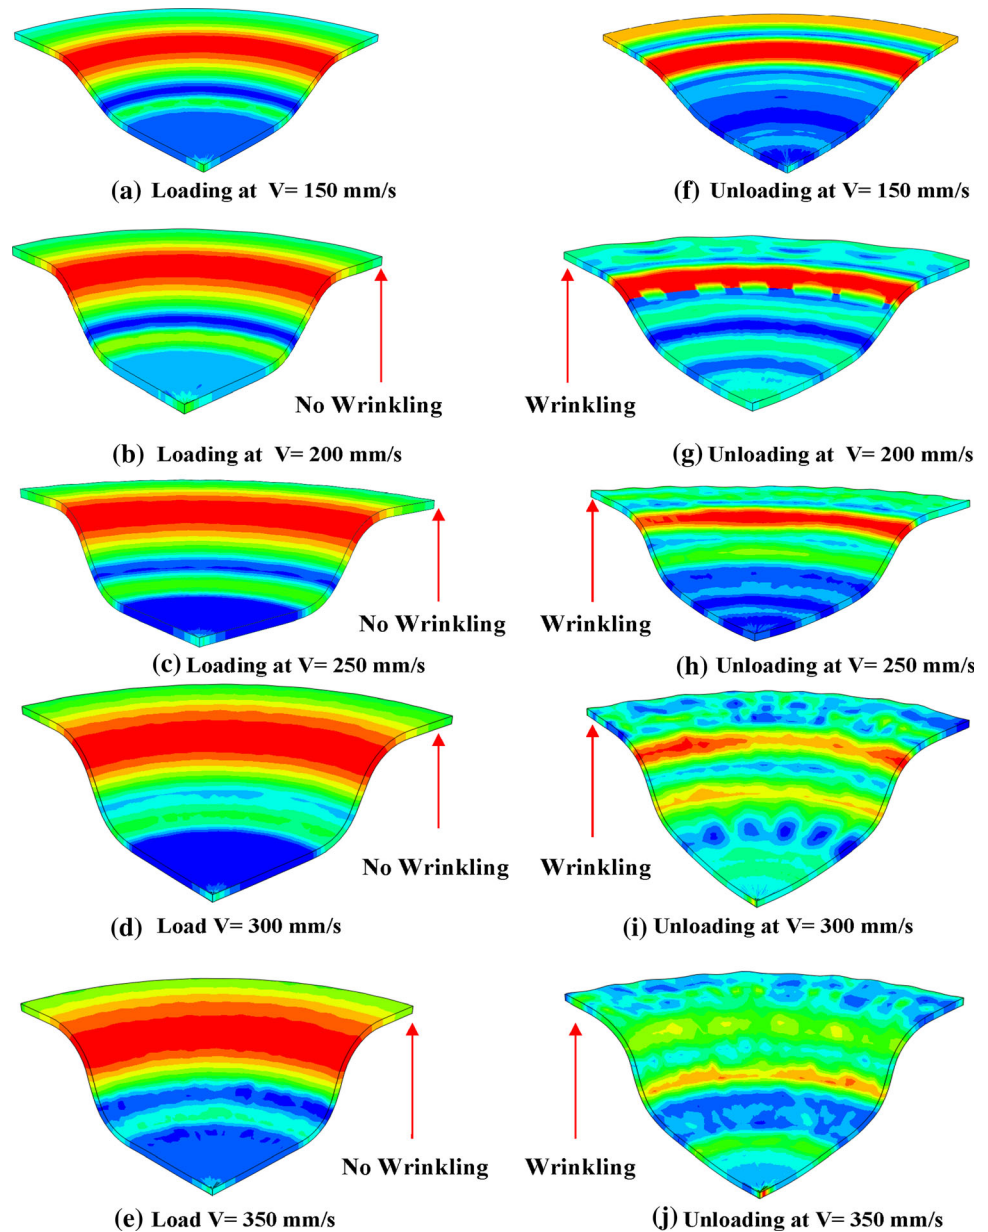 (a) Loading at V= 150 mm/s
(f) Unloading at V= 150 mm/s
No Wrinkling
Wrinkling
(b) Loading at V= 200 mm/s
(g) Unloading at V= 200 mm/s
No Wrinkling
Wrinkling
(c) Loading at V= 250 mm/s
(h) Unloading at V= 250 mm/s
No Wrinkling
Wrinkling
(d) Load V= 300 mm/s
(i) Unloading at V= 300 mm/s
No Wrinkling
Wrinkling
(e) Load V= 350 mm/s
(j) Unloading at V= 350 mm/s